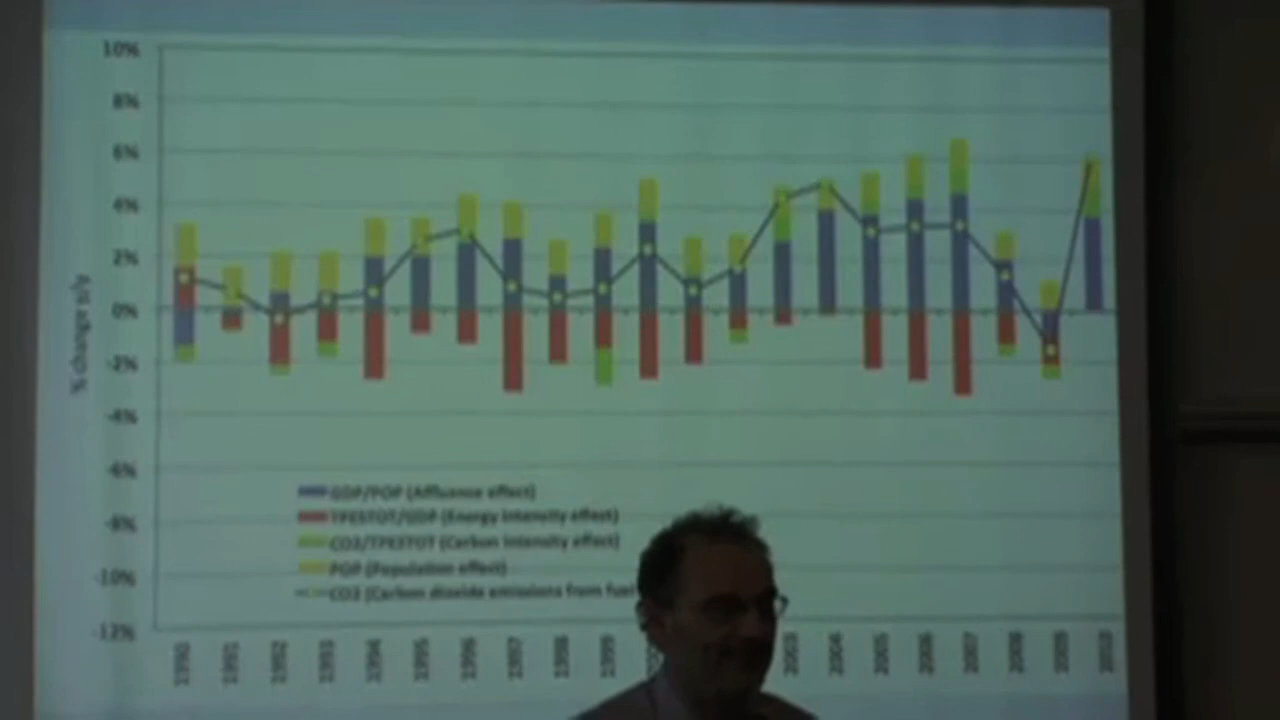 10%
8%
6%
4%
2%
0%
-2%
-4%
-6%
-8%
-10%
-12%
% change y/y
GDP/POP (Affluence effect)
TPESTOT/GDP (Energy intensity effect)
CO2/TPESTOT (Carbon intensity effect)
POP (Population effect)
CO2 (Carbon dioxide emissions from fuel
1990 1991 1992 1993 1994 1995 1996 1997 1998 1999 2003 2004 2005 2006 2007 2008 2009 2010